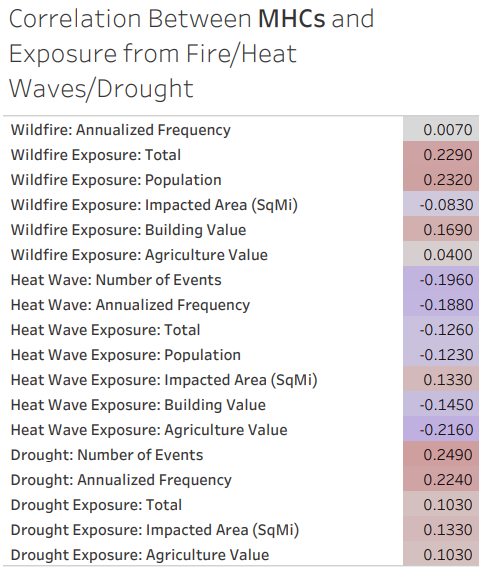 Correlation Between MHCs and
Exposure from Fire/Heat
Waves/Drought
Wildfire: Annualized Frequency 0.0070
Wildfire Exposure: Total 0.2290
Wildfire Exposure: Population 0.2320
Wildfire Exposure: Impacted Area (SqMi) -0.0830
Wildfire Exposure: Building Value 0.1690
Wildfire Exposure: Agriculture Value 0.0400
Heat Wave: Number of Events -0.1960
Heat Wave: Annualized Frequency -0.1880
Heat Wave Exposure: Total -0.1260
Heat Wave Exposure: Population -0.1230
Heat Wave Exposure: Impacted Area (SqMi) 0.1330
Heat Wave Exposure: Building Value -0.1450
Heat Wave Exposure: Agriculture Value -0.2160
Drought: Number of Events 0.2490
Drought: Annualized Frequency 0.2240
Drought Exposure: Total 0.1030
Drought Exposure: Impacted Area (SqMi) 0.1330
Drought Exposure: Agriculture Value 0.1030